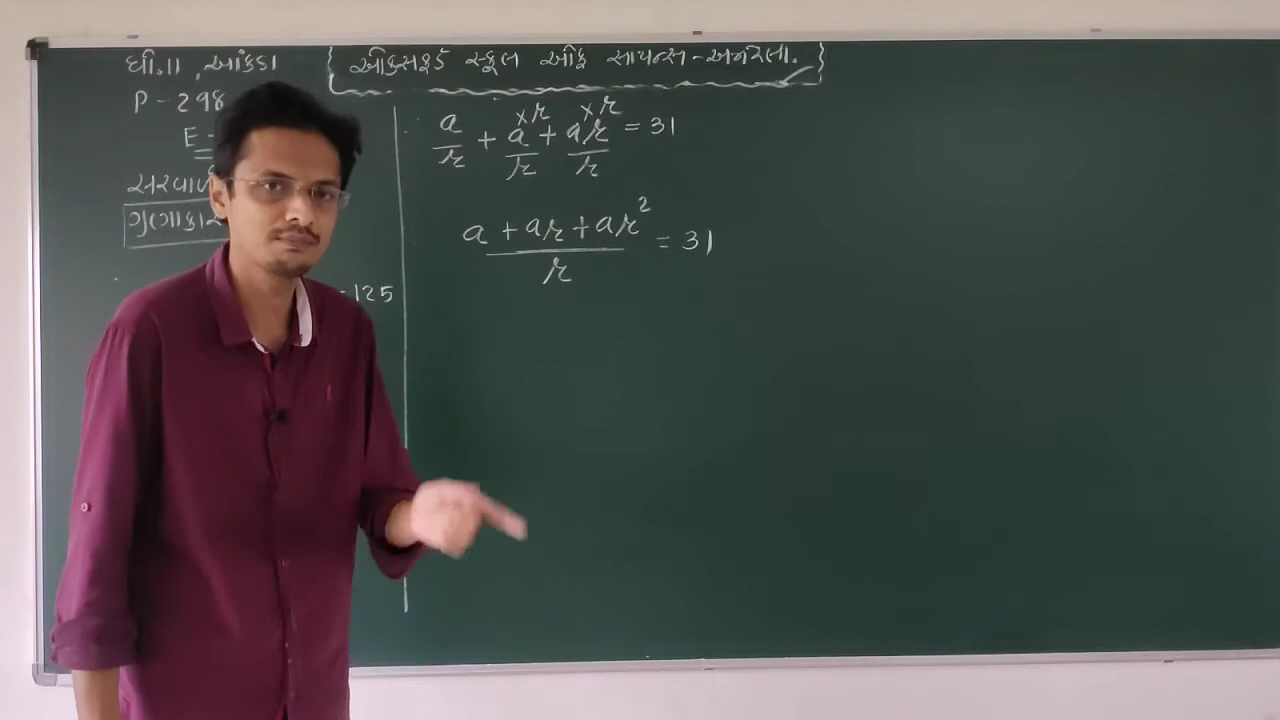 ધો.11 , આંકડા
{ ઓક્સફર્ડ સ્કૂલ ઓફ સાયન્સ - અમરેલી. }
P - 298
E =
સરવાળ
ગુણાકાર
= 125
×r ×r
a/r + a/r + ar/r = 31
a + ar + ar²
/r = 31